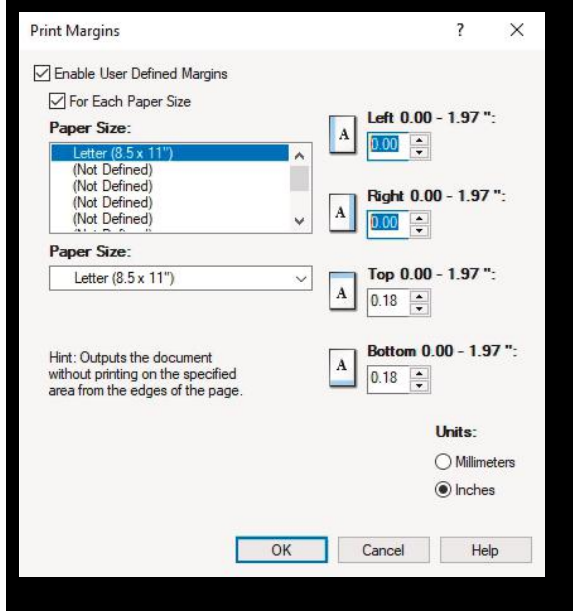 Print Margins
Enable User Defined Margins
For Each Paper Size
Paper Size:
Letter (8.5 x 11")
(Not Defined)
(Not Defined)
(Not Defined)
(Not Defined)
Paper Size:
Letter (8.5 x 11")
Hint: Outputs the document
without printing on the specified
area from the edges of the page.
A
Left 0.00 - 1.97 ":
0.00
A
Right 0.00 - 1.97 ":
0.00
A
Top 0.00 - 1.97 ":
0.18
A
Bottom 0.00 - 1.97 ":
0.18
Units:
Millimeters
Inches
OK
Cancel
Help